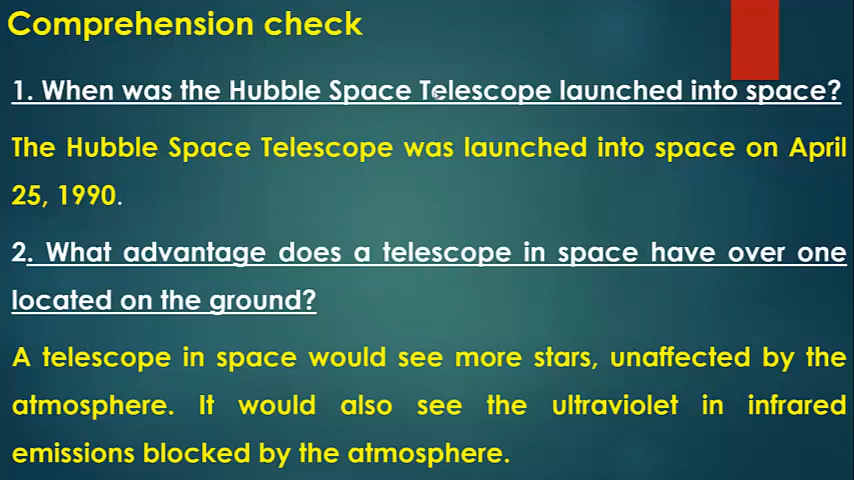 Comprehension check
1. When was the Hubble Space Telescope launched into space?
The Hubble Space Telescope was launched into space on April
25, 1990.
2. What advantage does a telescope in space have over one
located on the ground?
A telescope in space would see more stars, unaffected by the
atmosphere. It would also see the ultraviolet in infrared
emissions blocked by the atmosphere.